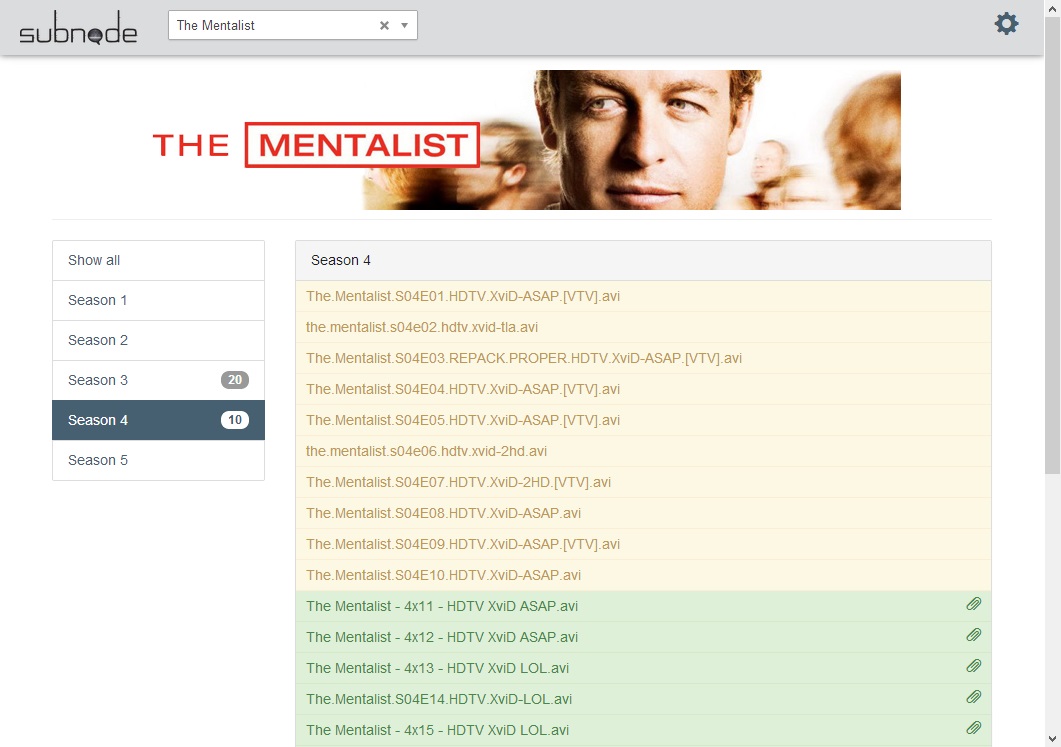 subnode
The Mentalist
THE MENTALIST
Show all
Season 1
Season 2
Season 3 20
Season 4 10
Season 5
Season 4
The.Mentalist.S04E01.HDTV.XviD-ASAP.[VTV].avi
the.mentalist.s04e02.hdtv.xvid-tla.avi
The.Mentalist.S04E03.REPACK.PROPER.HDTV.XviD-ASAP.[VTV].avi
The.Mentalist.S04E04.HDTV.XviD-ASAP.[VTV].avi
The.Mentalist.S04E05.HDTV.XviD-ASAP.[VTV].avi
the.mentalist.s04e06.hdtv.xvid-2hd.avi
The.Mentalist.S04E07.HDTV.XviD-2HD.[VTV].avi
The.Mentalist.S04E08.HDTV.XviD-ASAP.avi
The.Mentalist.S04E09.HDTV.XviD-ASAP.[VTV].avi
The.Mentalist.S04E10.HDTV.XviD-ASAP.avi
The Mentalist - 4x11 - HDTV XviD ASAP.avi
The Mentalist - 4x12 - HDTV XviD ASAP.avi
The Mentalist - 4x13 - HDTV XviD LOL.avi
The.Mentalist.S04E14.HDTV.XviD-LOL.avi
The Mentalist - 4x15 - HDTV XviD LOL.avi